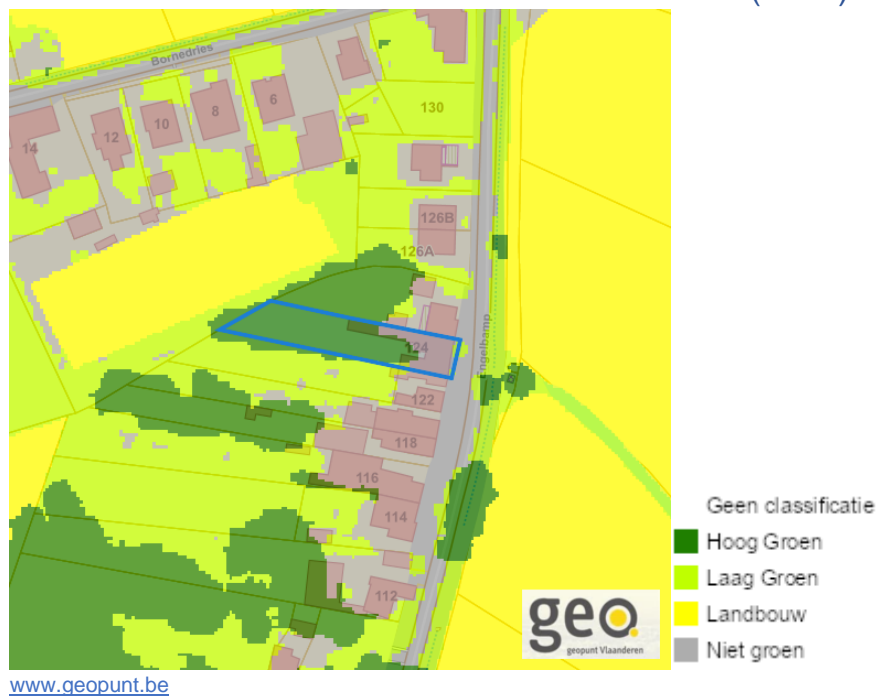 Bornedries
6
8
10
12
14
130
126B
126A
124
122
118
116
114
112
geo.
geopunt Vlaanderen
Geen classificatie
Hoog Groen
Laag Groen
Landbouw
Niet groen
www.geopunt.be